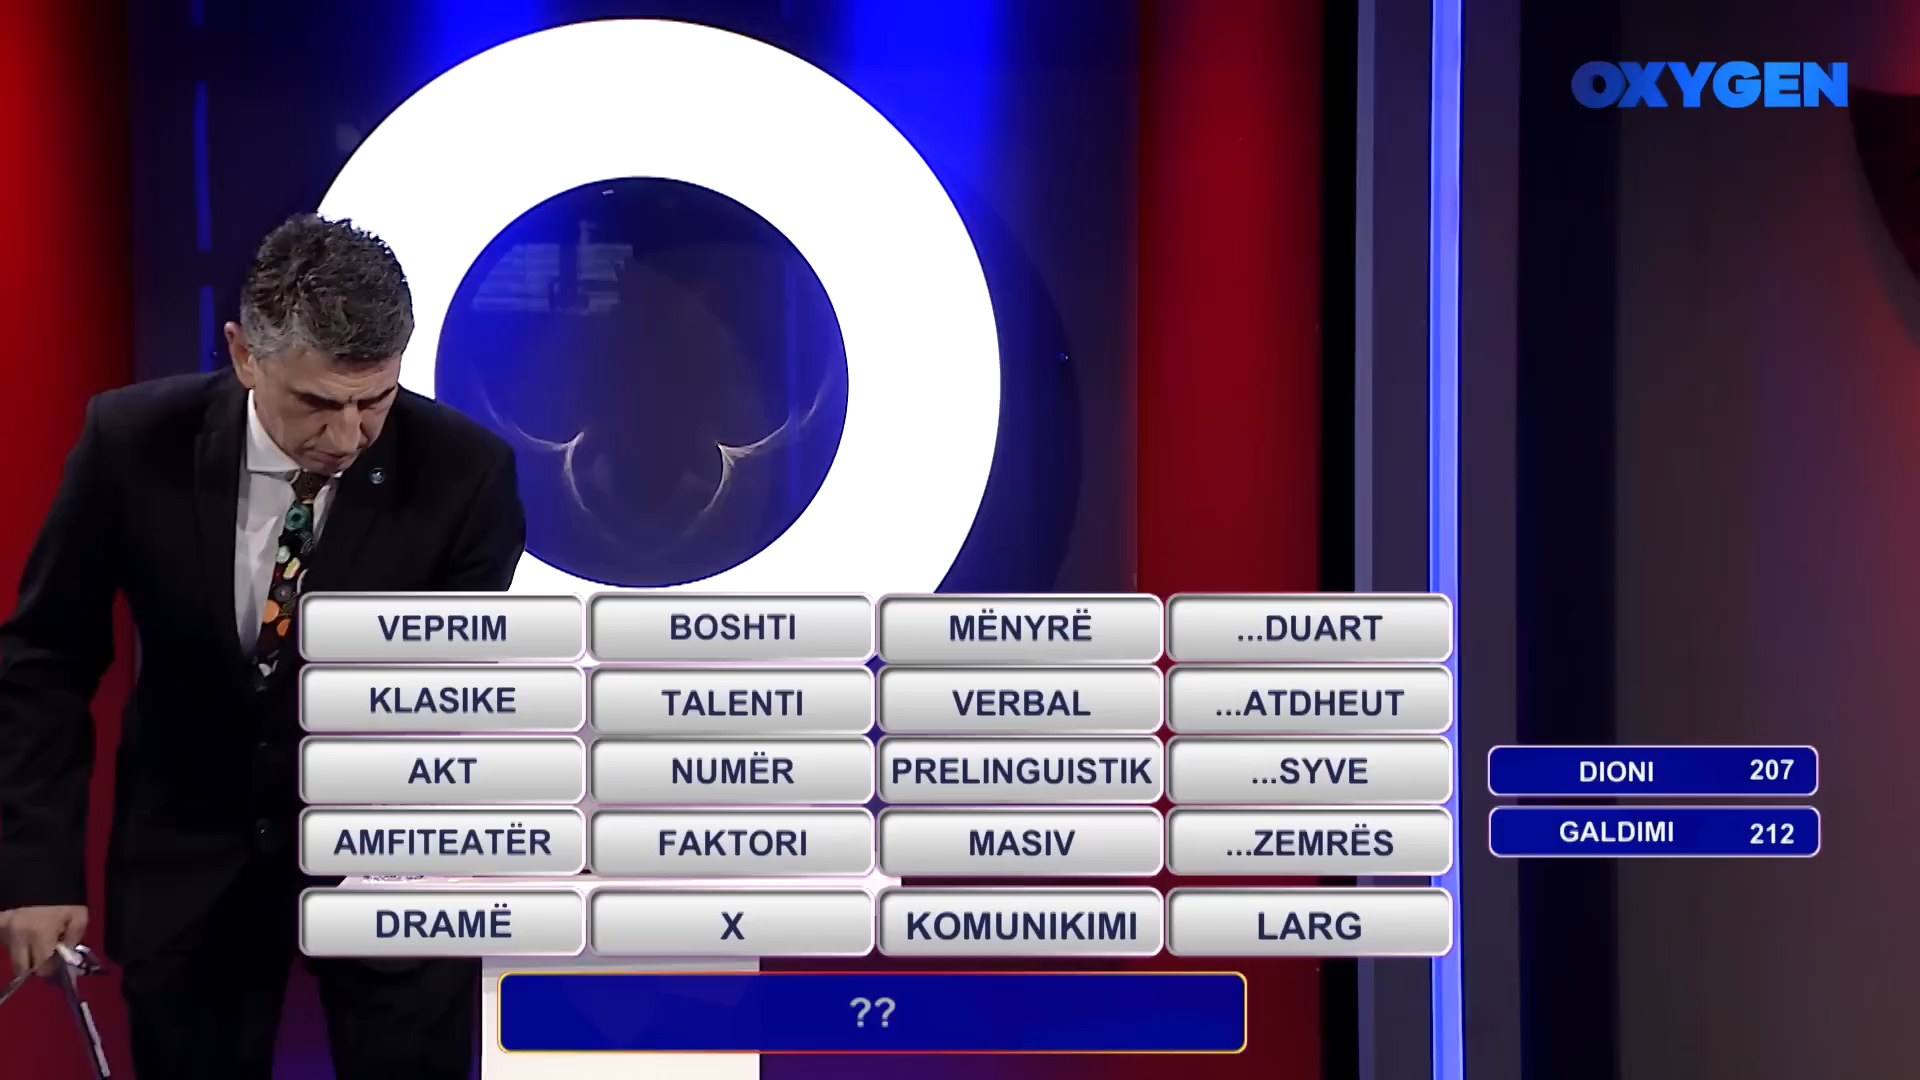 OXYGEN
VEPRIM BOSHTI MËNYRË ...DUART
KLASIKE TALENTI VERBAL ...ATDHEUT
AKT NUMËR PRELINGUISTIK ...SYVE
AMFITEATËR FAKTORI MASIV ...ZEMRËS
DRAMË X KOMUNIKIMI LARG
??
DIONI 207
GALDIMI 212